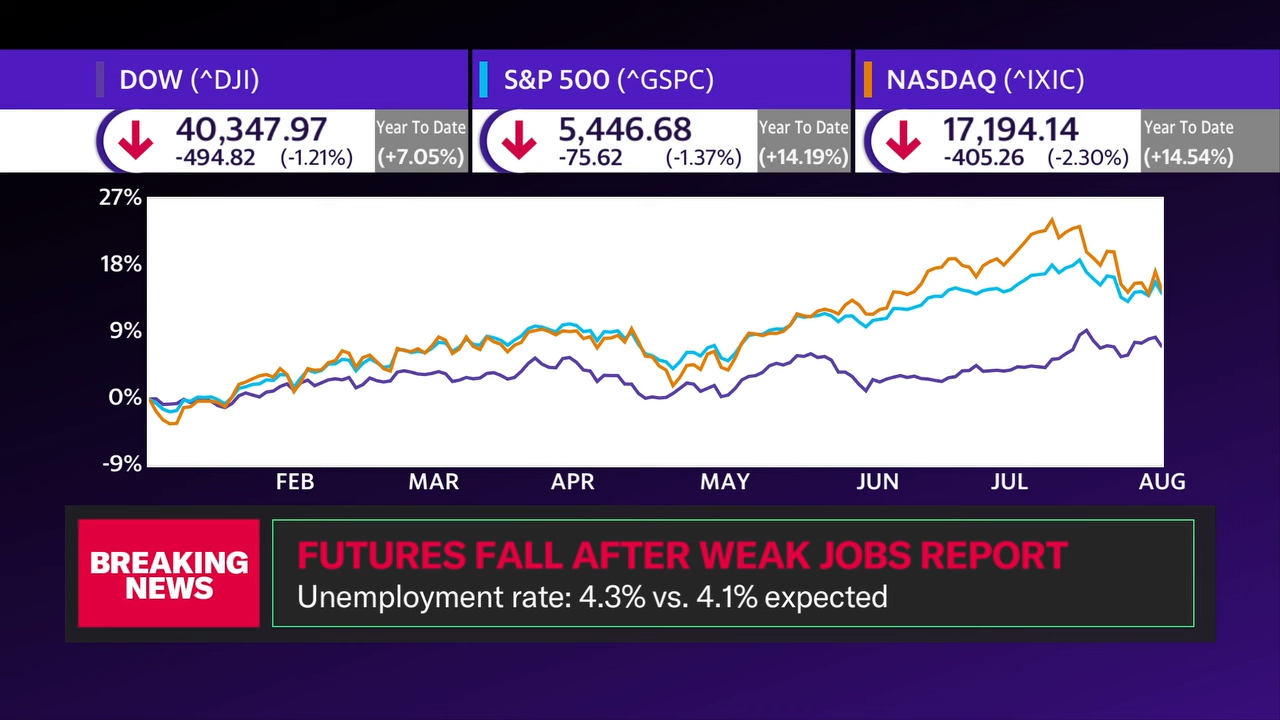 DOW (^DJI)
40,347.97
-494.82 (-1.21%)
Year To Date
(+7.05%)
S&P 500 (^GSPC)
5,446.68
-75.62 (-1.37%)
Year To Date
(+14.19%)
NASDAQ (^IXIC)
17,194.14
-405.26 (-2.30%)
Year To Date
(+14.54%)
27%
18%
9%
0%
-9%
FEB MAR APR MAY JUN JUL AUG
BREAKING
NEWS
FUTURES FALL AFTER WEAK JOBS REPORT
Unemployment rate: 4.3% vs. 4.1% expected